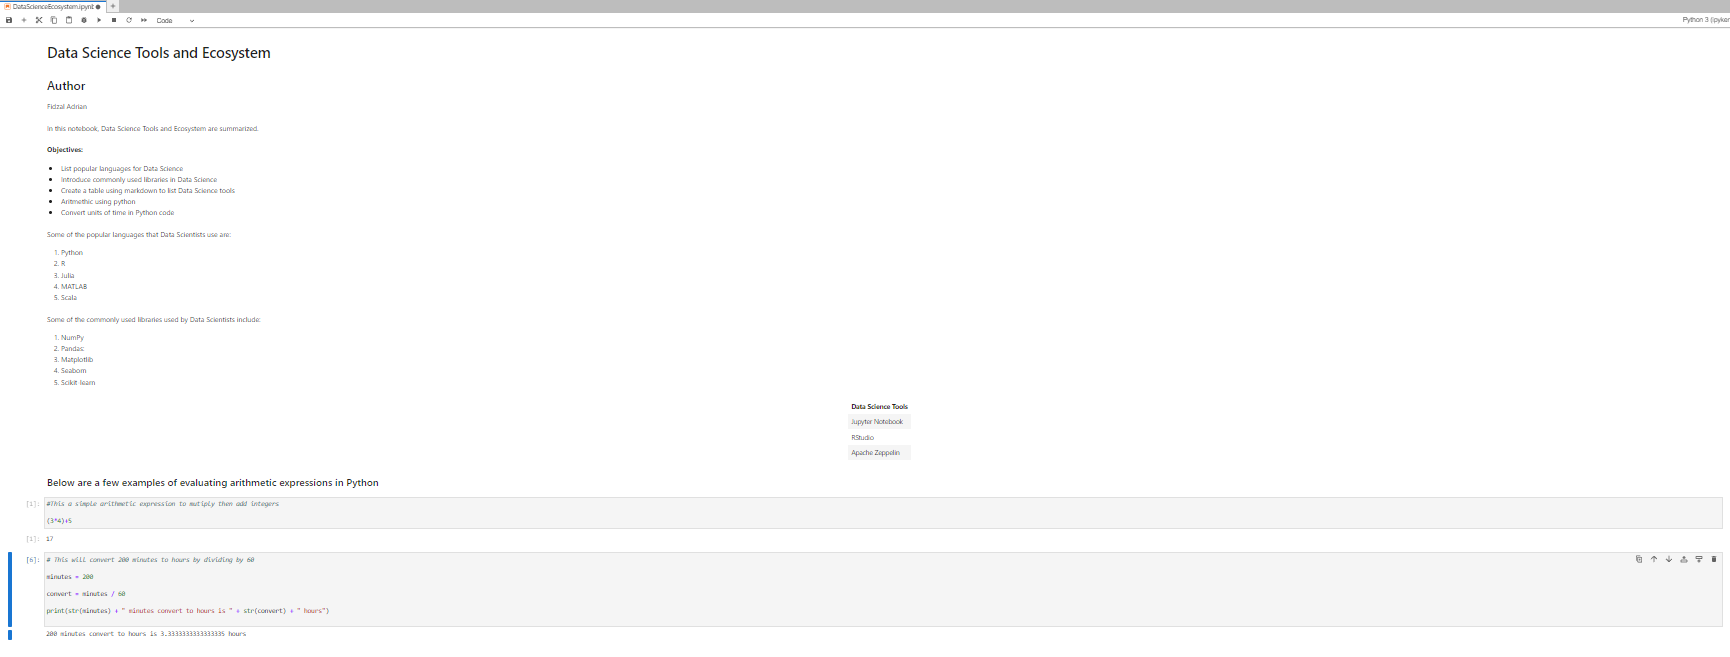 DataScienceEcosystem.ipynb
Code
Python 3 (ipyker
Data Science Tools and Ecosystem
Author
Fidzal Adrian
In this notebook, Data Science Tools and Ecosystem are summarized.
Objectives:
List popular languages for Data Science
Introduce commonly used libraries in Data Science
Create a table using markdown to list Data Science tools
Aritmethic using python
Convert units of time in Python code
Some of the popular languages that Data Scientists use are:
1. Python
2. R
3. Julia
4. MATLAB
5. Scala
Some of the commonly used libraries used by Data Scientists include:
1. NumPy
2. Pandas
3. Matplotlib
4. Seaborn
5. Scikit-learn
Data Science Tools
Jupyter Notebook
RStudio
Apache Zeppelin
Below are a few examples of evaluating arithmetic expressions in Python
[1]: #This a simple arithmetic expression to mutiply then add integers
(3*4)+5
[1]: 17
[6]: # This will convert 200 minutes to hours by dividing by 60
minutes = 200
convert = minutes / 60
print(str(minutes) + " minutes convert to hours is " + str(convert) + " hours")
200 minutes convert to hours is 3.3333333333333335 hours